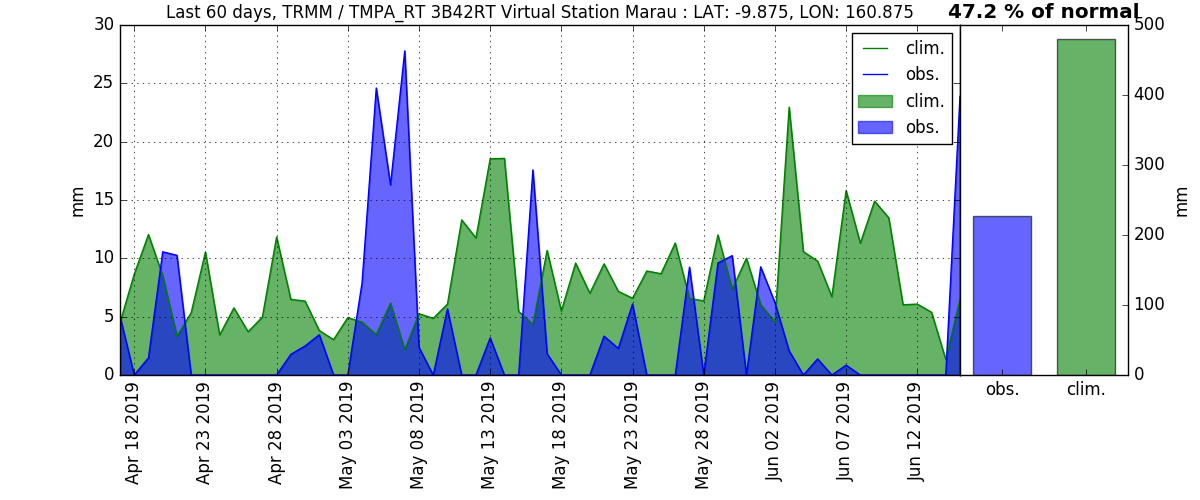 Last 60 days, TRMM / TMPA_RT 3B42RT Virtual Station Marau : LAT: -9.875, LON: 160.875
47.2 % of normal
30
25
20
15
10
5
0
mm
clim.
obs.
clim.
obs.
500
400
300
200
100
0
mm
Apr 18 2019
Apr 23 2019
Apr 28 2019
May 03 2019
May 08 2019
May 13 2019
May 18 2019
May 23 2019
May 28 2019
Jun 02 2019
Jun 07 2019
Jun 12 2019
obs.
clim.